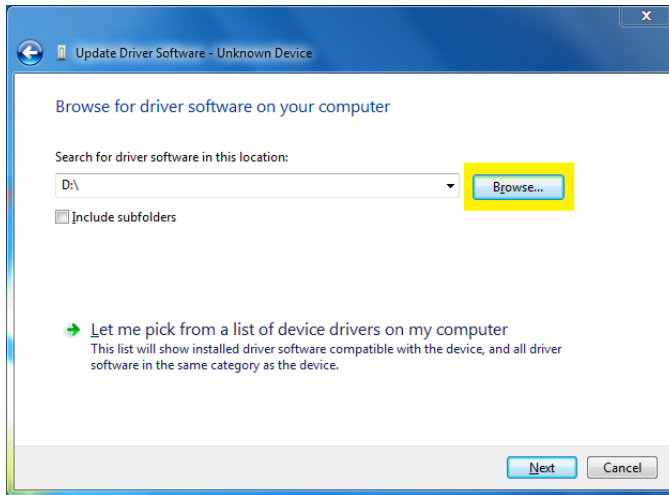 x
Update Driver Software - Unknown Device
Browse for driver software on your computer
Search for driver software in this location:
D:\
Browse...
Include subfolders
Let me pick from a list of device drivers on my computer
This list will show installed driver software compatible with the device, and all driver
software in the same category as the device.
Next Cancel